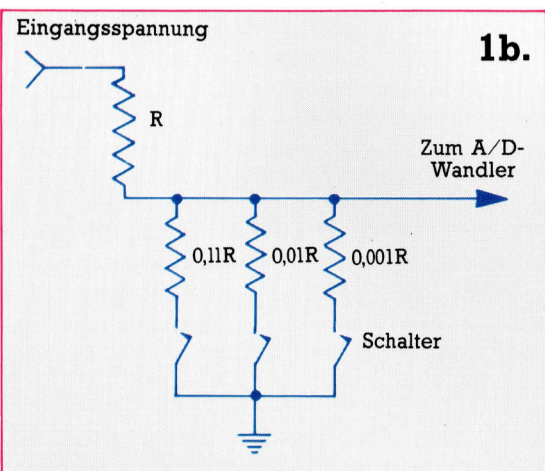 Eingangsspannung
1b.
R
Zum A/D-
Wandler
0,11R
0,01R
0,001R
Schalter